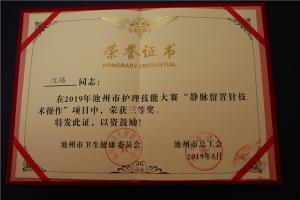 荣誉证书
HONORARY CREDENTIAL
同志：
在2019年池州市护理技能大赛“静脉留置针技
术操作”项目中，荣获三等奖。
特发此证，以资鼓励！
池州市卫生健康委员会 池州市总工会
2019年5月